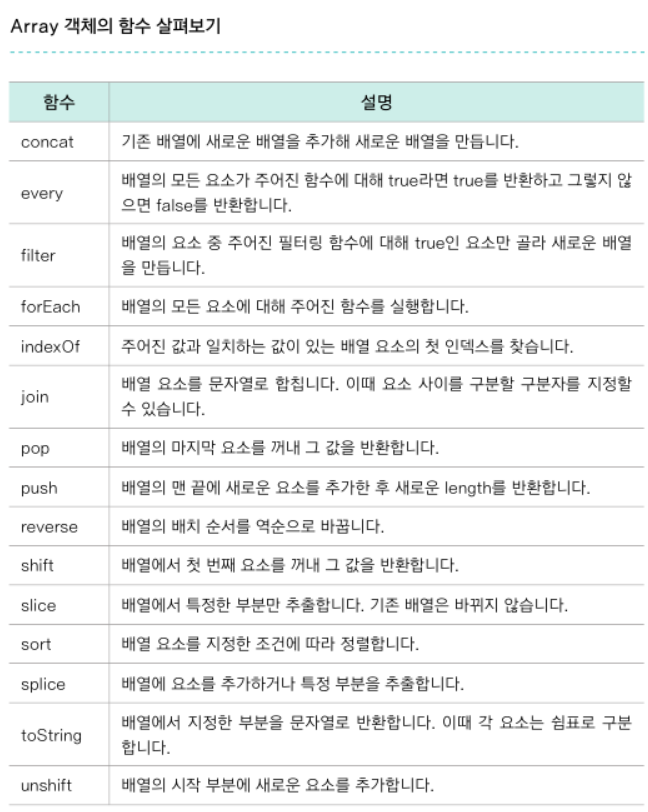 Array 객체의 함수 살펴보기
함수 설명
concat 기존 배열에 새로운 배열을 추가해 새로운 배열을 만듭니다.
every 배열의 모든 요소가 주어진 함수에 대해 true라면 true를 반환하고 그렇지 않
으면 false를 반환합니다.
filter 배열의 요소 중 주어진 필터링 함수에 대해 true인 요소만 골라 새로운 배열
을 만듭니다.
forEach 배열의 모든 요소에 대해 주어진 함수를 실행합니다.
indexOf 주어진 값과 일치하는 값이 있는 배열 요소의 첫 인덱스를 찾습니다.
join 배열 요소를 문자열로 합칩니다. 이때 요소 사이를 구분할 구분자를 지정할
수 있습니다.
pop 배열의 마지막 요소를 꺼내 그 값을 반환합니다.
push 배열의 맨 끝에 새로운 요소를 추가한 후 새로운 length를 반환합니다.
reverse 배열의 배치 순서를 역순으로 바꿉니다.
shift 배열에서 첫 번째 요소를 꺼내 그 값을 반환합니다.
slice 배열에서 특정한 부분만 추출합니다. 기존 배열은 바뀌지 않습니다.
sort 배열 요소를 지정한 조건에 따라 정렬합니다.
splice 배열에 요소를 추가하거나 특정 부분을 추출합니다.
toString 배열에서 지정한 부분을 문자열로 반환합니다. 이때 각 요소는 쉼표로 구분
합니다.
unshift 배열의 시작 부분에 새로운 요소를 추가합니다.